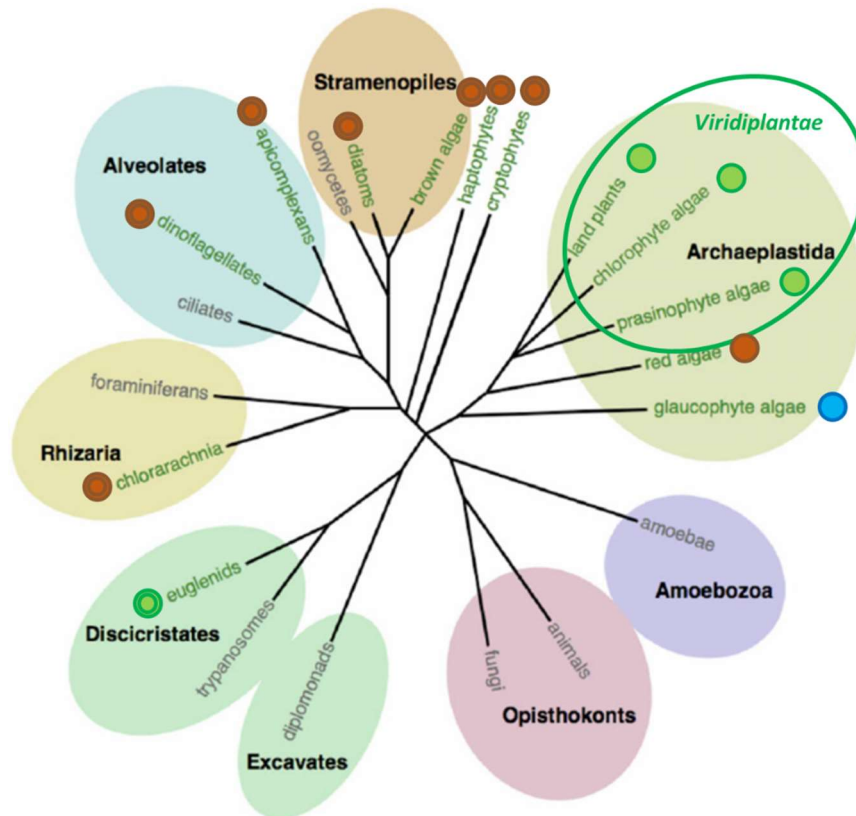 Stramenopiles
Viridiplantae
Alveolates
apicomplexans
oomycetes
diatoms
brown algae
haptophytes
cryptophytes
land plants
chlorophyte algae
Archaeplastida
dinoflagellates
prasinophyte algae
ciliates
red algae
foraminiferans
glaucophyte algae
Rhizaria
chlorarachnia
amoebae
euglenids
Amoebozoa
Discicristates
trypanosomes
diplomonads
fungi
animals
Opisthokonts
Excavates